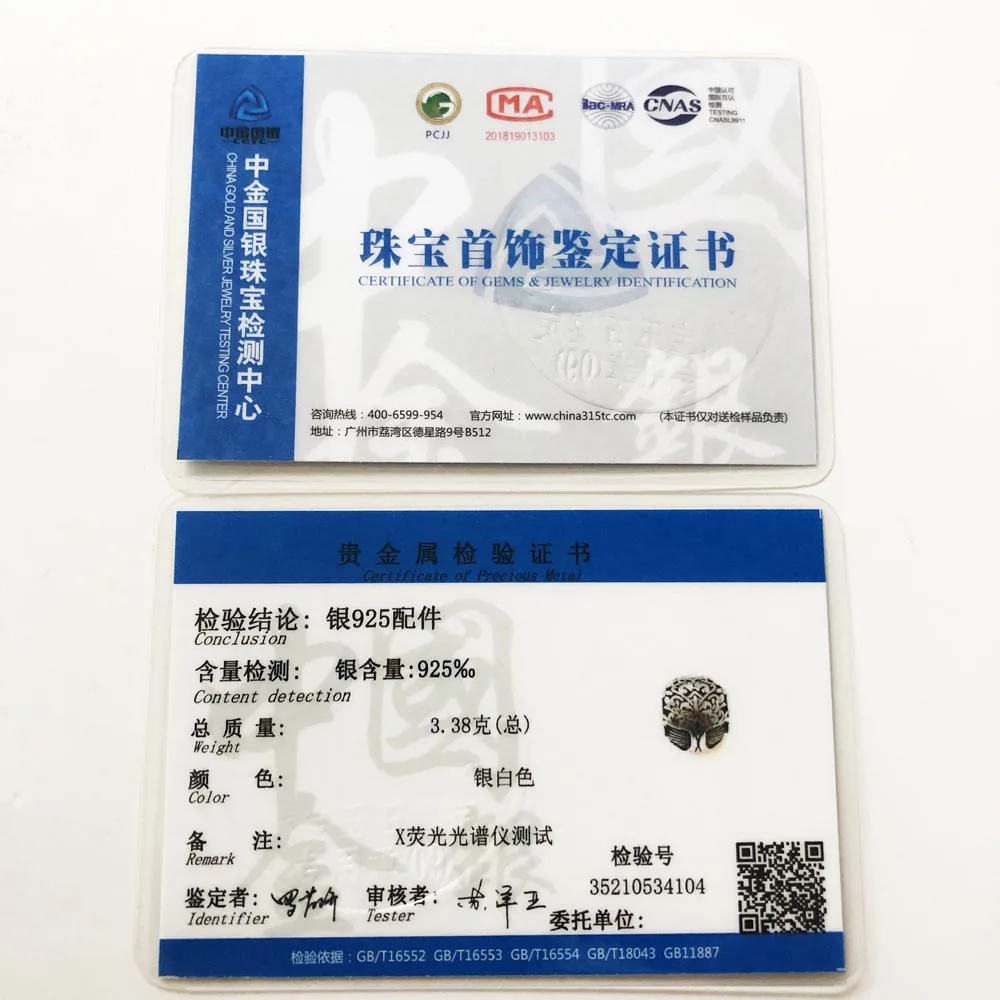 中金国银
CGTC
中金国银珠宝检测中心
CHINA GOLD AND SILVER JEWELRY TESTING CENTER
PCJJ
MA
201819013103
ilac-MRA
CNAS
中国认可
国际互认
检测
TESTING
CNASL9911
珠宝首饰鉴定证书
CERTIFICATE OF GEMS & JEWELRY IDENTIFICATION
咨询热线：400-6599-954 官方网址：www.china315tc.com (本证书仅对送检样品负责)
地址：广州市荔湾区德星路9号B512
贵金属检验证书
Certificate of Precious Metal
检验结论: 银925配件
Conclusion
含量检测: 银含量:925‰
Content detection
总质量: 3.38克(总)
Weight
颜色: 银白色
Color
备注: X荧光光谱仪测试
Remark
检验号
35210534104
鉴定者: 审核者:
Identifier Tester
委托单位:
检验依据：GB/T16552 GB/T16553 GB/T16554 GB/T18043 GB11887